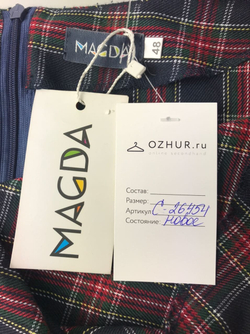 MAGDA
48
MAGDA
OZHUR.ru
Состав:
Размер:
Артикул С-26454
Состояние: новое